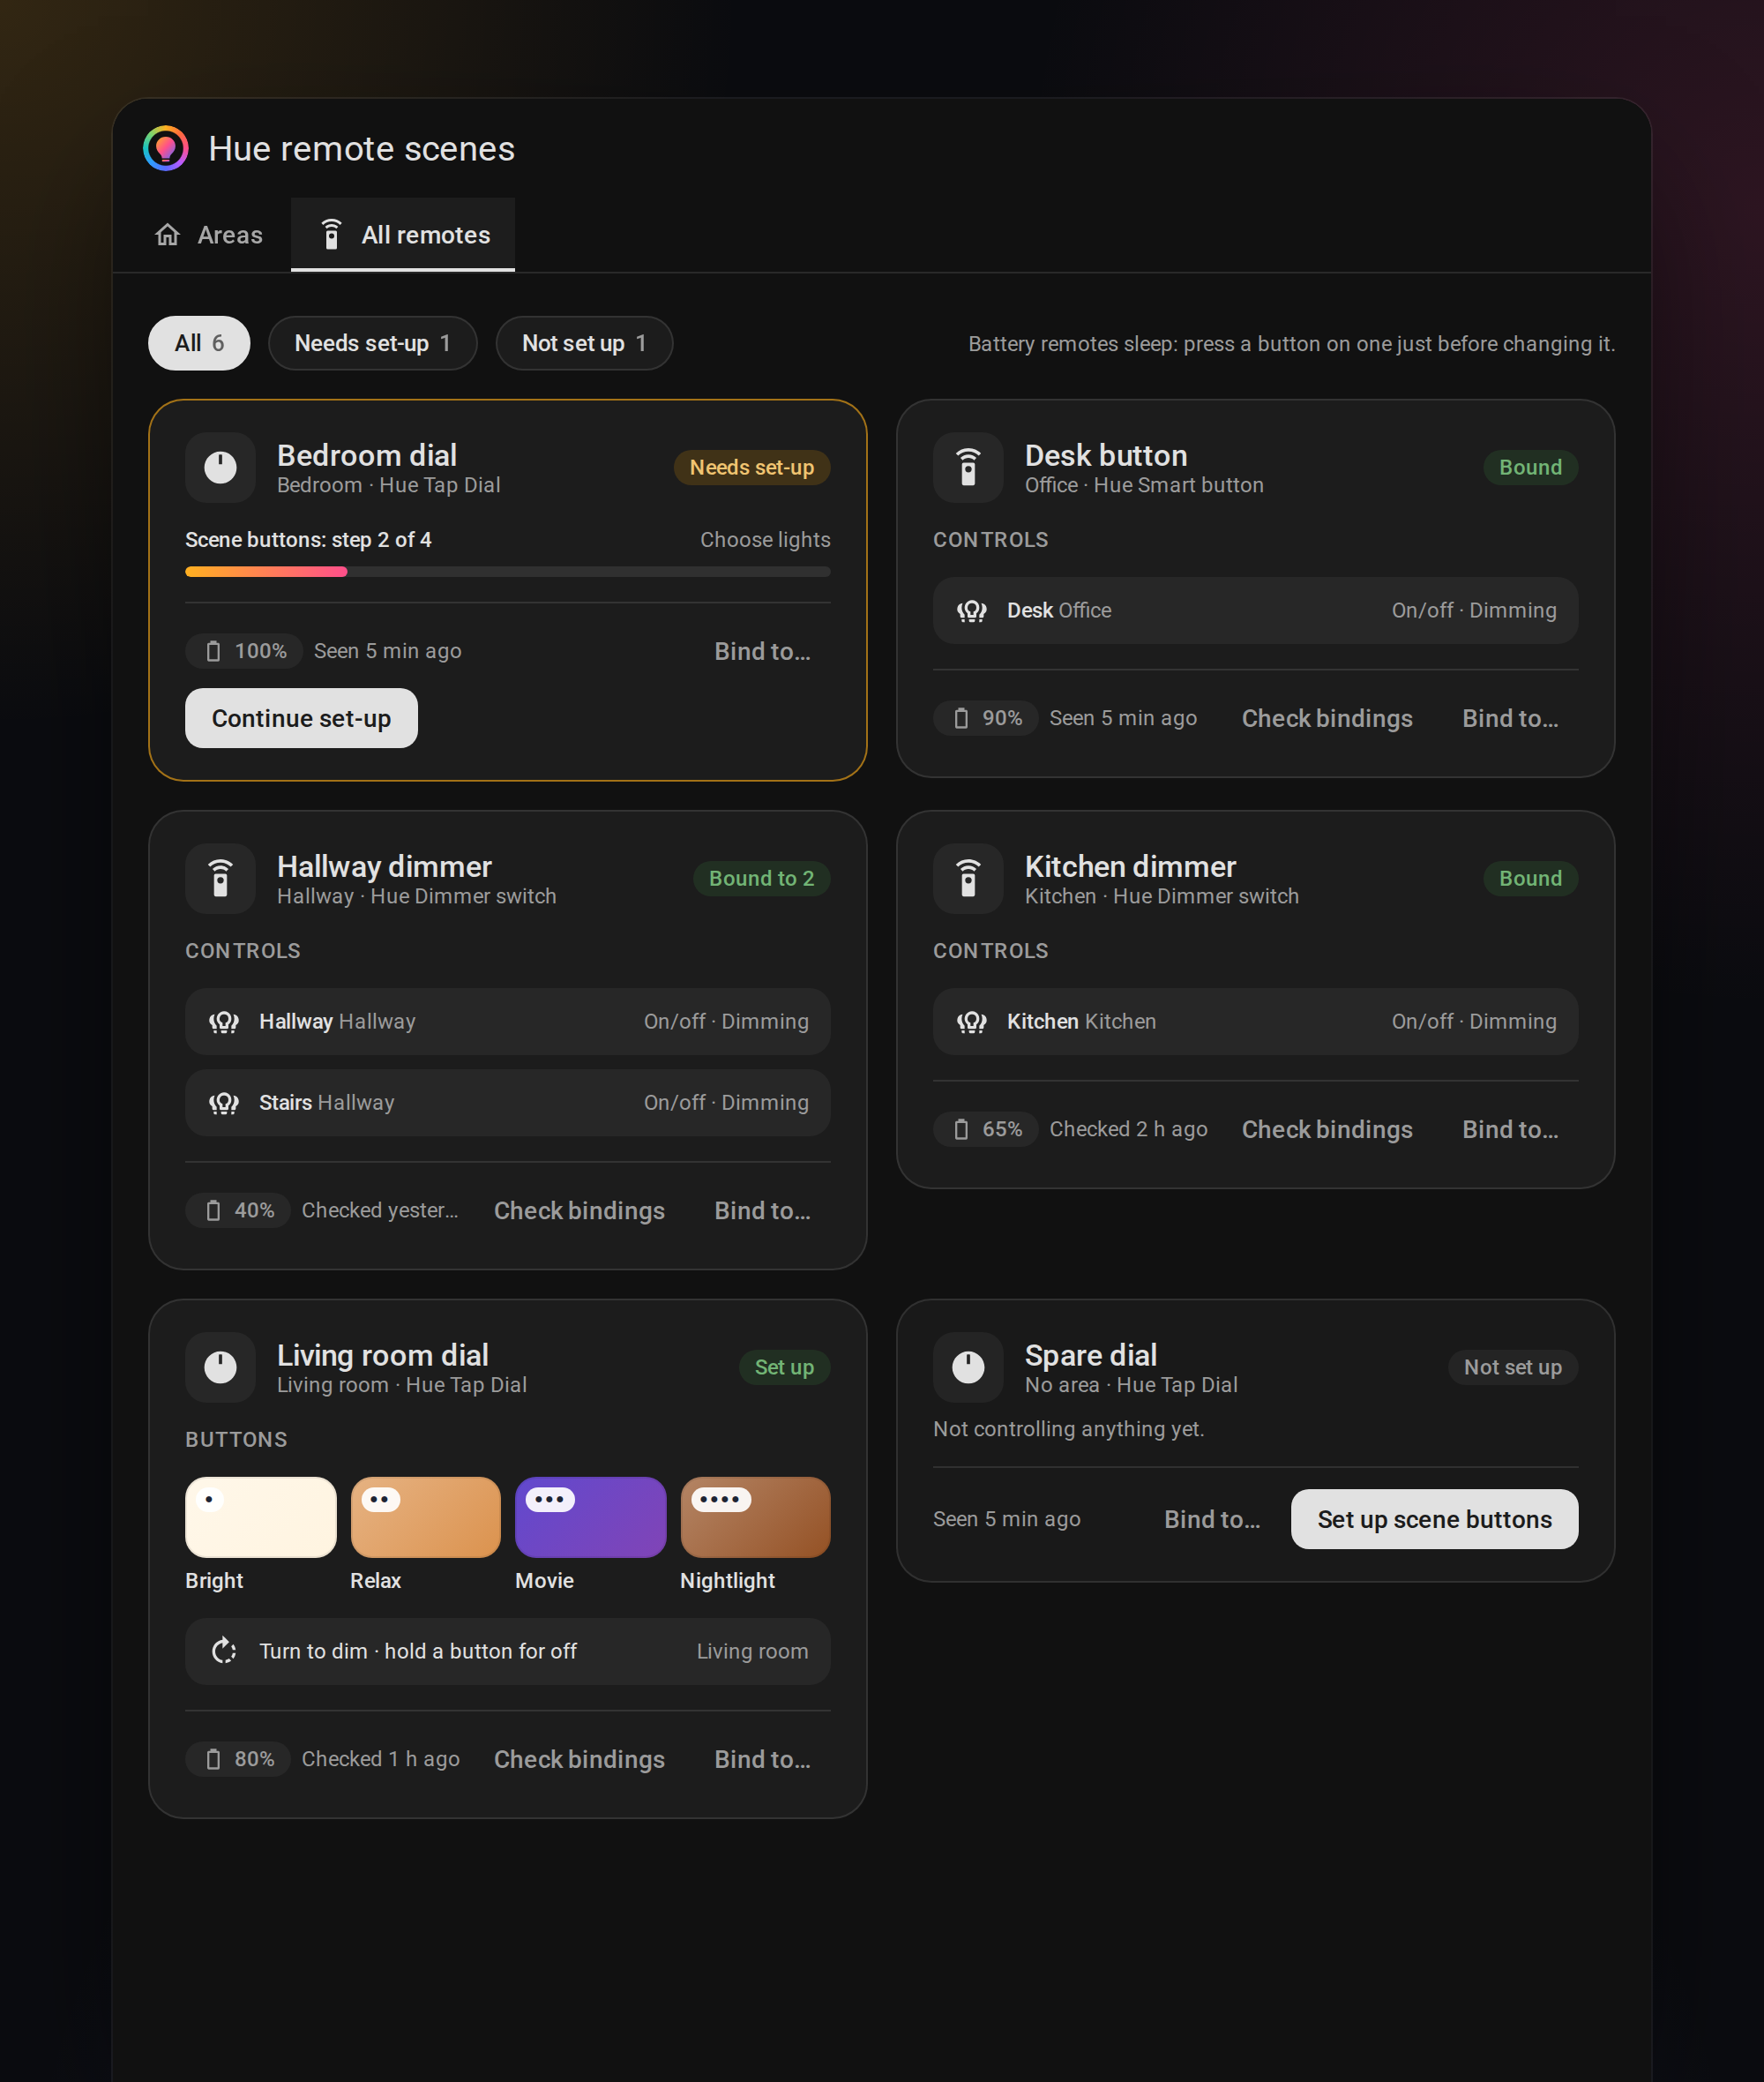 Hue remote scenes
Areas
All remotes
All 6
Needs set-up 1
Not set up 1
Battery remotes sleep: press a button on one just before changing it.
Bedroom dial
Bedroom · Hue Tap Dial
Needs set-up
Scene buttons: step 2 of 4
Choose lights
100%
Seen 5 min ago
Bind to...
Continue set-up
Desk button
Office · Hue Smart button
Bound
CONTROLS
Desk Office
On/off · Dimming
90%
Seen 5 min ago
Check bindings
Bind to...
Hallway dimmer
Hallway · Hue Dimmer switch
Bound to 2
CONTROLS
Hallway Hallway
On/off · Dimming
Stairs Hallway
On/off · Dimming
40%
Checked yester...
Check bindings
Bind to...
Kitchen dimmer
Kitchen · Hue Dimmer switch
Bound
CONTROLS
Kitchen Kitchen
On/off · Dimming
65%
Checked 2 h ago
Check bindings
Bind to...
Living room dial
Living room · Hue Tap Dial
Set up
BUTTONS
Bright
Relax
Movie
Nightlight
Turn to dim · hold a button for off
Living room
80%
Checked 1 h ago
Check bindings
Bind to...
Spare dial
No area · Hue Tap Dial
Not set up
Not controlling anything yet.
Seen 5 min ago
Bind to...
Set up scene buttons